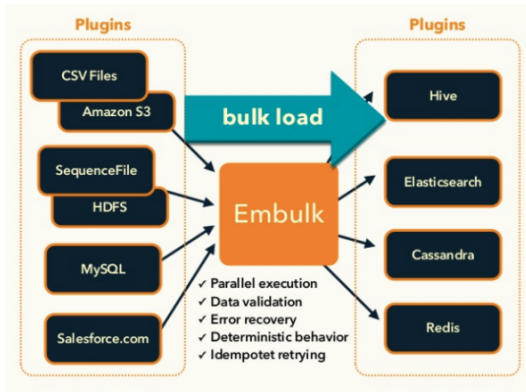 Plugins
Plugins
CSV Files
Amazon S3
bulk load
Hive
SequenceFile
HDFS
Embulk
Elasticsearch
MySQL
Cassandra
Salesforce.com
Redis
✓ Parallel execution
✓ Data validation
✓ Error recovery
✓ Deterministic behavior
✓ Idempotet retrying